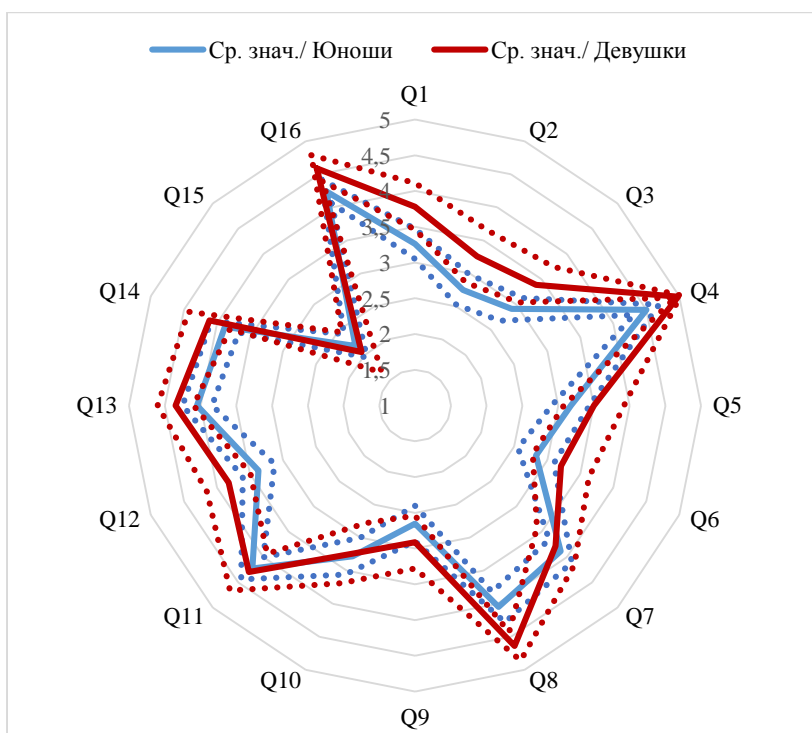 Ср. знач./ Юноши Ср. знач./ Девушки
Q1
Q16 5 Q2
4,5
Q15 4 Q3
3,5
3
Q14 2,5 Q4
2
1,5
Q13 1 Q5
Q12 Q6
Q11 Q7
Q10 Q8
Q9